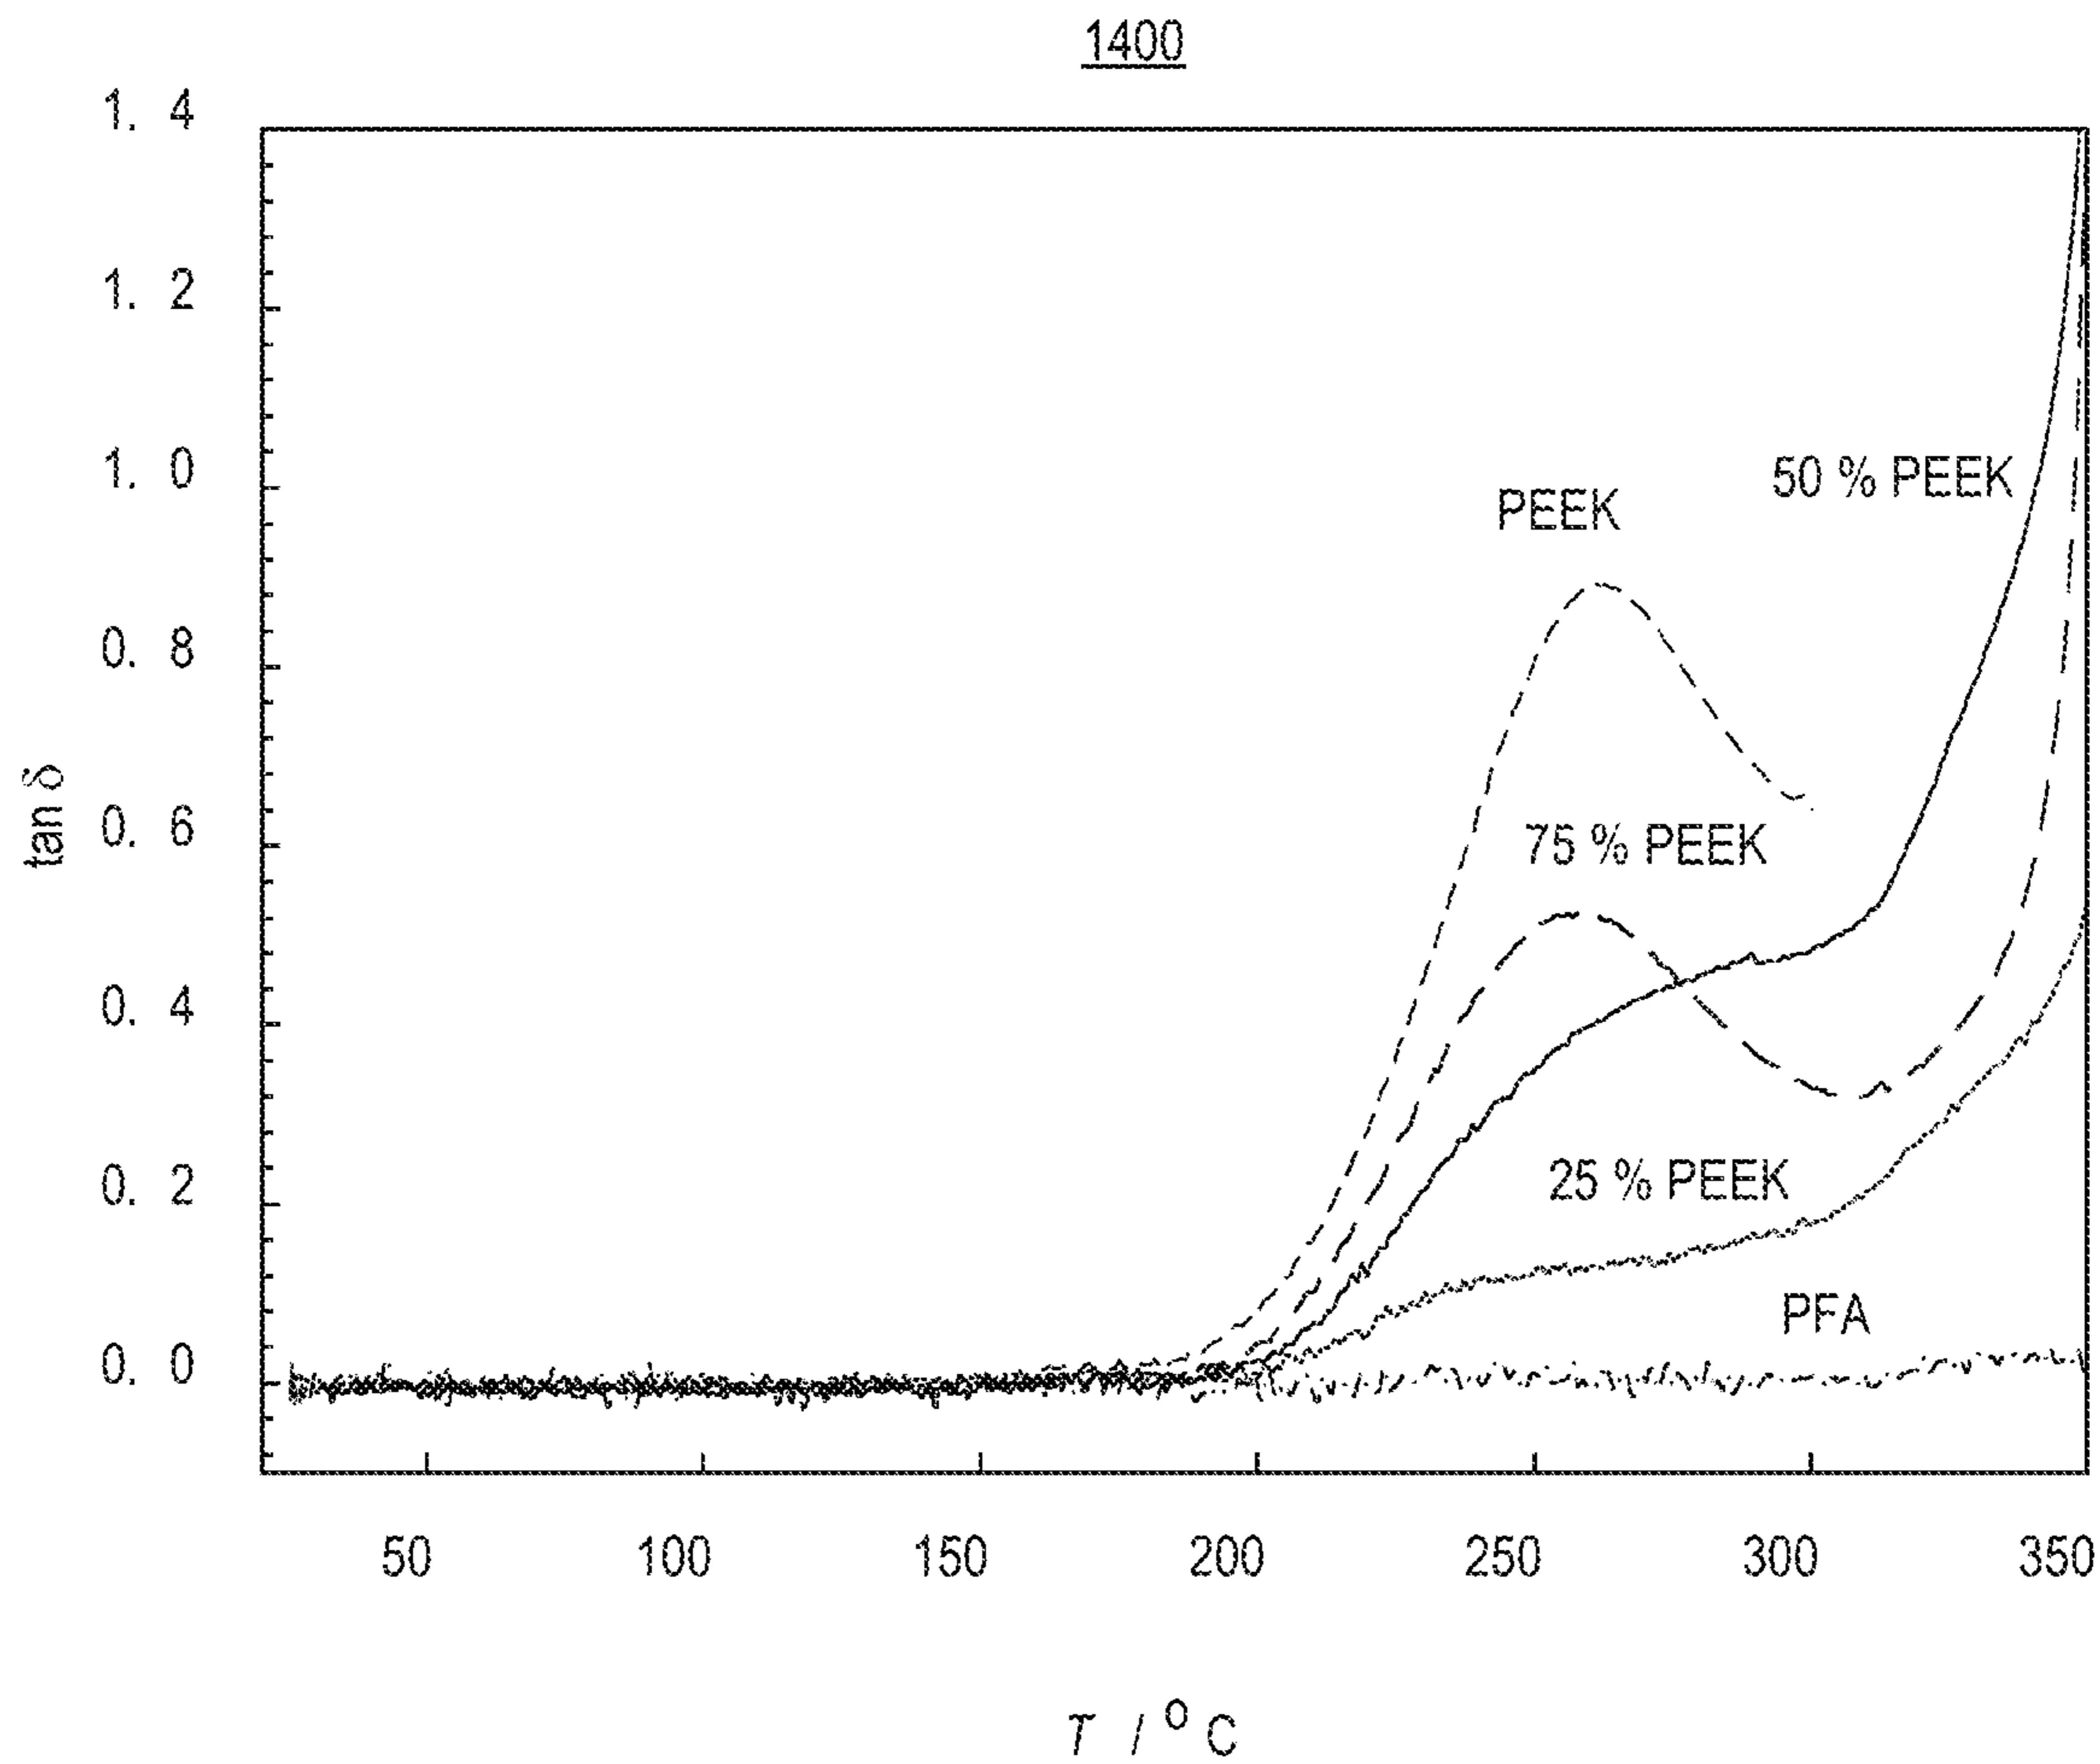 1400
1. 4
1. 2
1. 0
0. 8
0. 6
0. 4
0. 2
0. 0
tan δ
PEEK
50 % PEEK
75 % PEEK
25 % PEEK
PFA
50 100 150 200 250 300 350
T / ° C